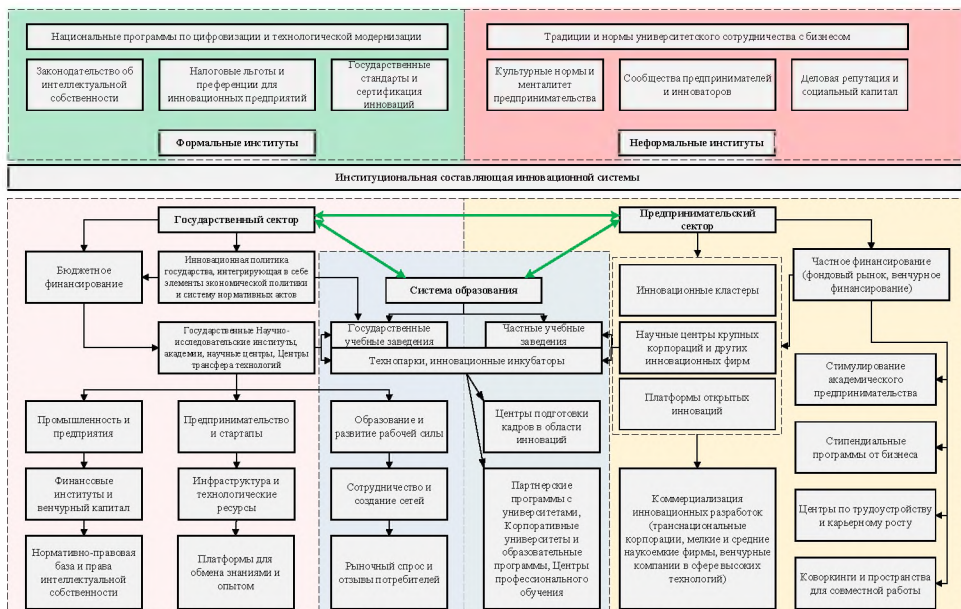 Национальные программы по цифровизации и технологической модернизации
Традиции и нормы университетского сотрудничества с бизнесом
Законодательство об
интеллектуальной
собственности
Налоговые льготы и
преференции для
инновационных предприятий
Государственные
стандарты и
сертификация
инноваций
Культурные нормы и
менталитет
предпринимательства
Сообщества предпринимателей
и инноваторов
Деловая репутация и
социальный капитал
Формальные институты
Неформальные институты
Институциональная составляющая инновационной системы
Государственный сектор
Предпринимательский
сектор
Бюджетное
финансирование
Инновационная политика
государства, интегрирующая в себе
элементы экономической политики
и систему нормативных актов
Система образования
Инновационные кластеры
Частное финансирование
(фондовый рынок, венчурное
финансирование)
Государственные Научно-
исследовательские институты,
академии, научные центры, Центры
трансфера технологий
Государственные
учебные заведения
Частные учебные
заведения
Технопарки, инновационные инкубаторы
Научные центры крупных
корпораций и других
инновационных фирм
Платформы открытых
инноваций
Стимулирование
академического
предпринимательства
Промышленность и
предприятия
Предпринимательство
и стартапы
Образование и
развитие рабочей силы
Центры подготовки
кадров в области
инноваций
Стипендиальные
программы от бизнеса
Финансовые
институты и
венчурный капитал
Инфраструктура и
технологические
ресурсы
Сотрудничество и
создание сетей
Партнерские
программы с
университетами,
Корпоративные
университеты и
образовательные
программы, Центры
профессионального
обучения
Коммерциализация
инновационных разработок
(транснациональные
корпорации, мелкие и средние
наукоемкие фирмы, венчурные
компании в сфере высоких
технологий)
Центры по трудоустройству
и карьерному росту
Нормативно-правовая
база и права
интеллектуальной
собственности
Платформы для
обмена знаниями и
опытом
Рыночный спрос и
отзывы потребителей
Коворкинги и пространства
для совместной работы